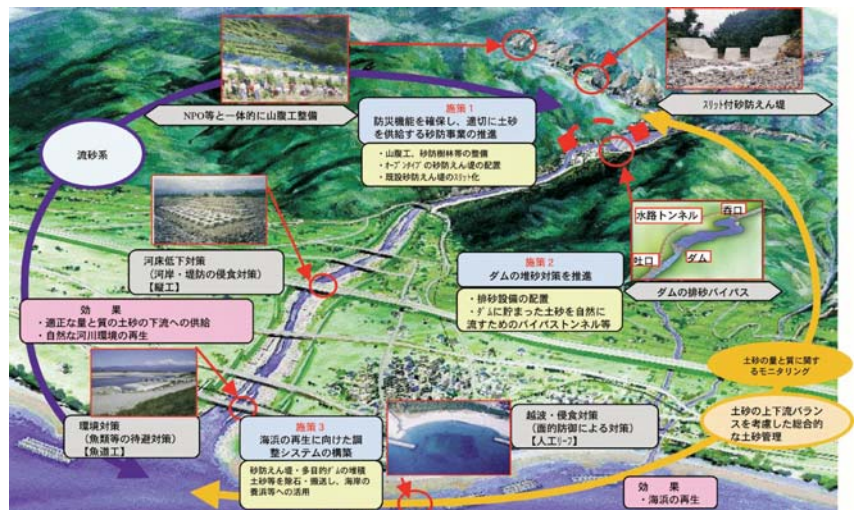 NPO等と一体的に山腹工整備
施策1
防災機能を確保し、適切に土砂
を供給する砂防事業の推進
・山腹工、砂防樹林等の整備
・オープンタイプの砂防えん堤の配置
・既設砂防えん堤のスリット化
スリット付砂防えん堤
流砂系
河床低下対策
（河岸・堤防の侵食対策）
【縦工】
施策2
ダムの堆砂対策を推進
・排砂設備の配置
・ダムに貯まった土砂を自然に
流すためのバイパストンネル等
水路トンネル
呑口
吐口
ダム
ダムの排砂バイパス
効　果
・適正な量と質の土砂の下流への供給
・自然な河川環境の再生
土砂の量と質に関す
るモニタリング
環境対策
（魚類等の待避対策）
【魚道工】
施策3
海浜の再生に向けた調
整システムの構築
砂防えん堤・多目的ダムの堆積
土砂等を除石・搬送し、海岸の
養浜等への活用
越波・侵食対策
（面的防御による対策）
【人工リーフ】
土砂の上下流バラン
スを考慮した総合的
な土砂管理
効　果
・海浜の再生